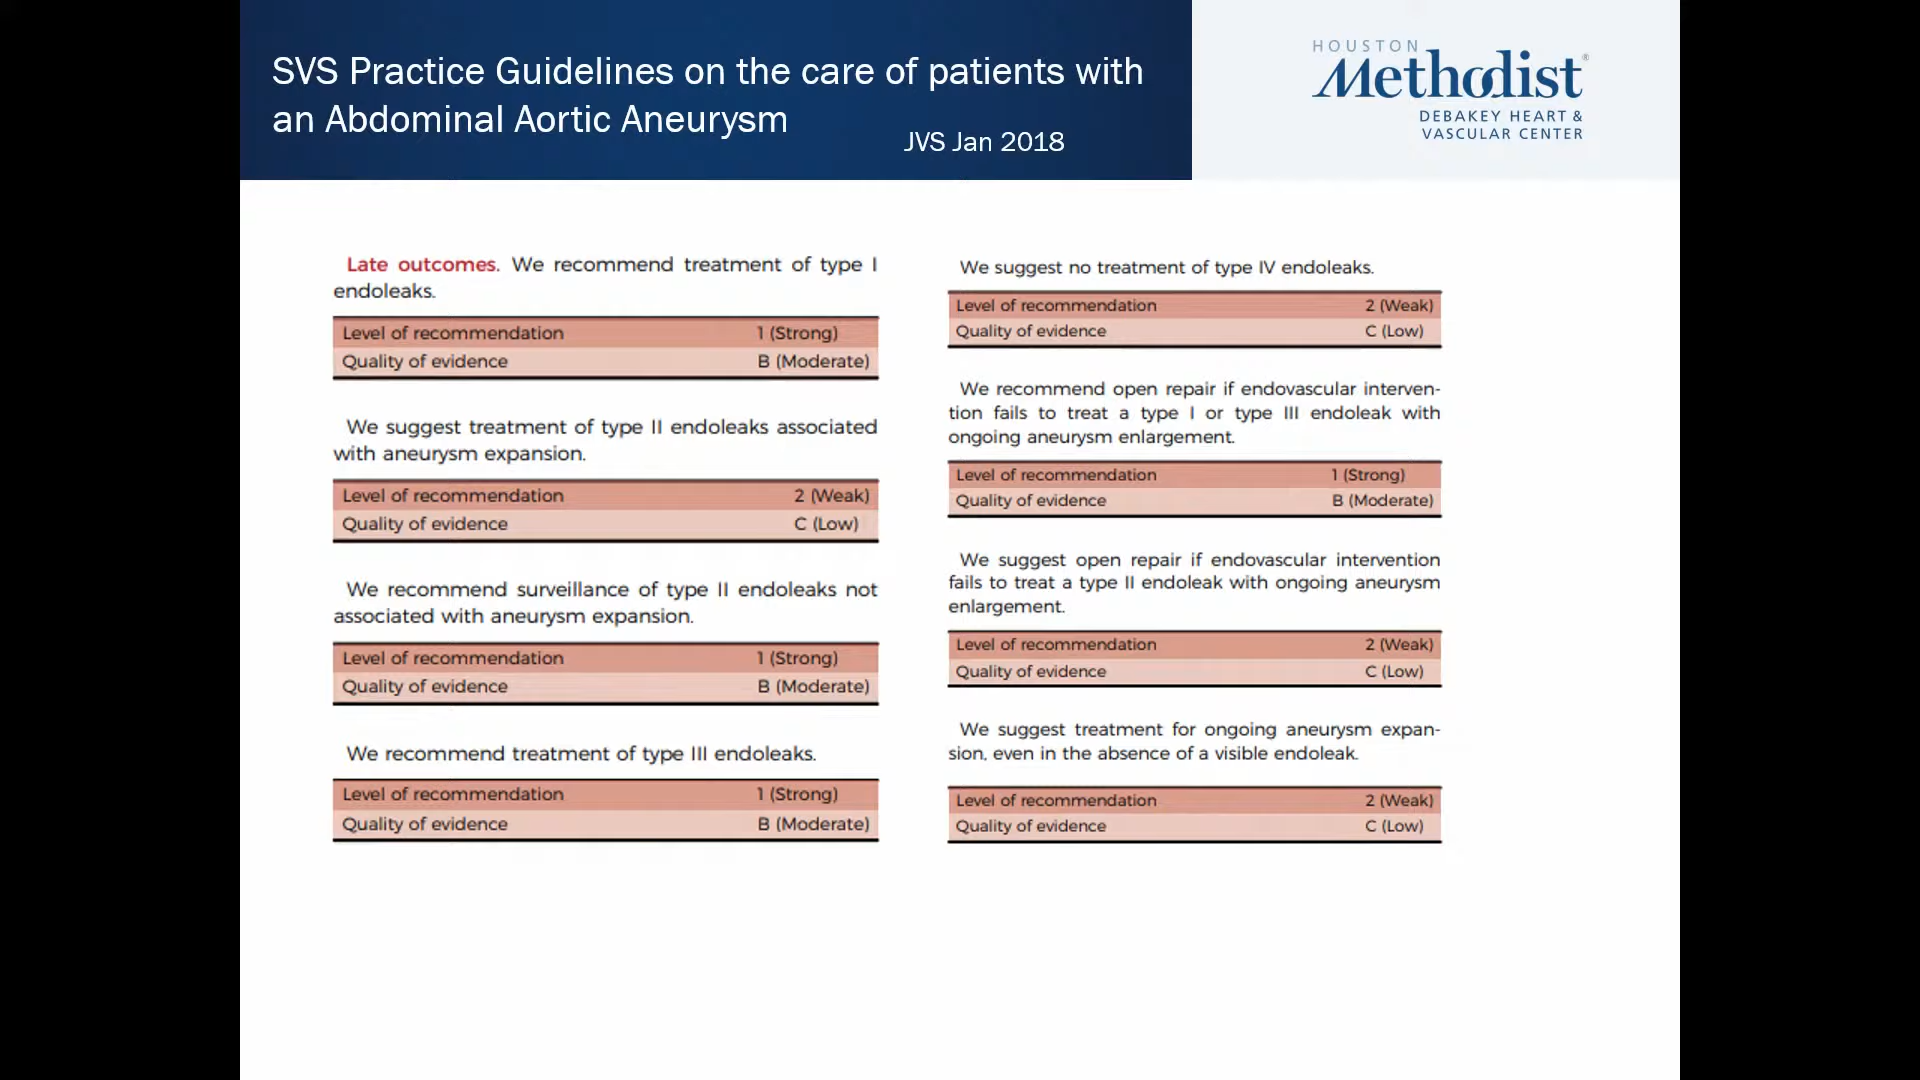 SVS Practice Guidelines on the care of patients with
an Abdominal Aortic Aneurysm
JVS Jan 2018
HOUSTON
Methodist®
DEBAKEY HEART &
VASCULAR CENTER
Late outcomes. We recommend treatment of type I
endoleaks.
Level of recommendation 1 (Strong)
Quality of evidence B (Moderate)
We suggest treatment of type II endoleaks associated
with aneurysm expansion.
Level of recommendation 2 (Weak)
Quality of evidence C (Low)
We recommend surveillance of type II endoleaks not
associated with aneurysm expansion.
Level of recommendation 1 (Strong)
Quality of evidence B (Moderate)
We recommend treatment of type III endoleaks.
Level of recommendation 1 (Strong)
Quality of evidence B (Moderate)
We suggest no treatment of type IV endoleaks.
Level of recommendation 2 (Weak)
Quality of evidence C (Low)
We recommend open repair if endovascular interven-
tion fails to treat a type I or type III endoleak with
ongoing aneurysm enlargement.
Level of recommendation 1 (Strong)
Quality of evidence B (Moderate)
We suggest open repair if endovascular intervention
fails to treat a type II endoleak with ongoing aneurysm
enlargement.
Level of recommendation 2 (Weak)
Quality of evidence C (Low)
We suggest treatment for ongoing aneurysm expan-
sion, even in the absence of a visible endoleak.
Level of recommendation 2 (Weak)
Quality of evidence C (Low)